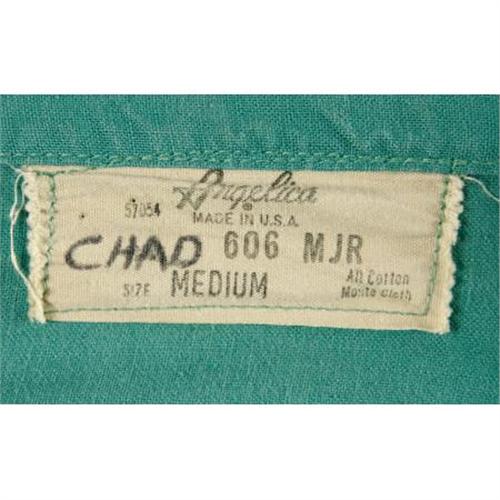 Angelica
®
57054 MADE IN U.S.A.
CHAD 606 MJR
SIZE MEDIUM All Cotton
Monte Cloth